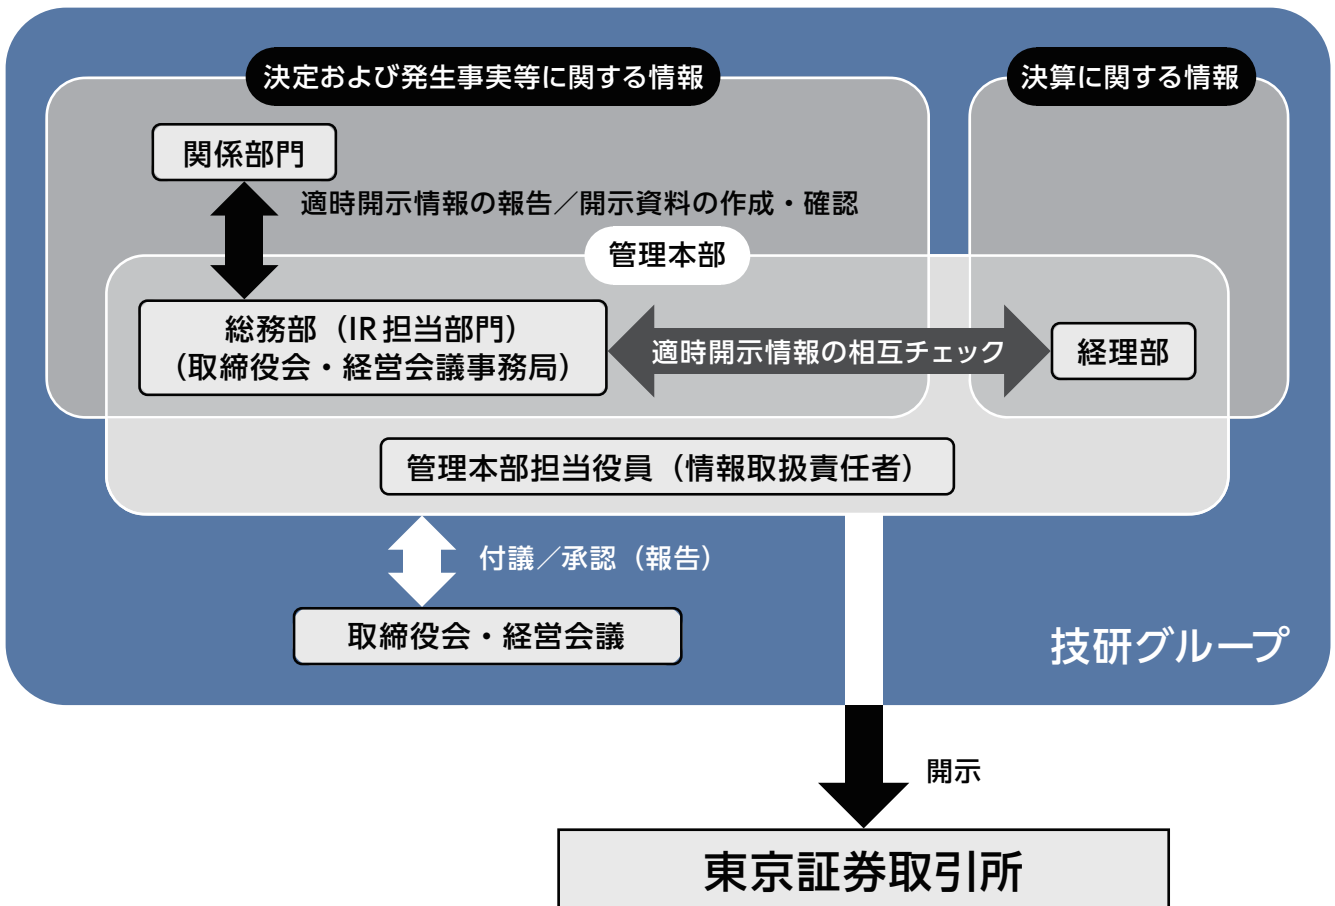 決定および発生事実等に関する情報
決算に関する情報
関係部門
適時開示情報の報告／開示資料の作成・確認
管理本部
総務部（IR担当部門）
（取締役会・経営会議事務局）
適時開示情報の相互チェック
経理部
管理本部担当役員（情報取扱責任者）
付議／承認（報告）
取締役会・経営会議
技研グループ
開示
東京証券取引所